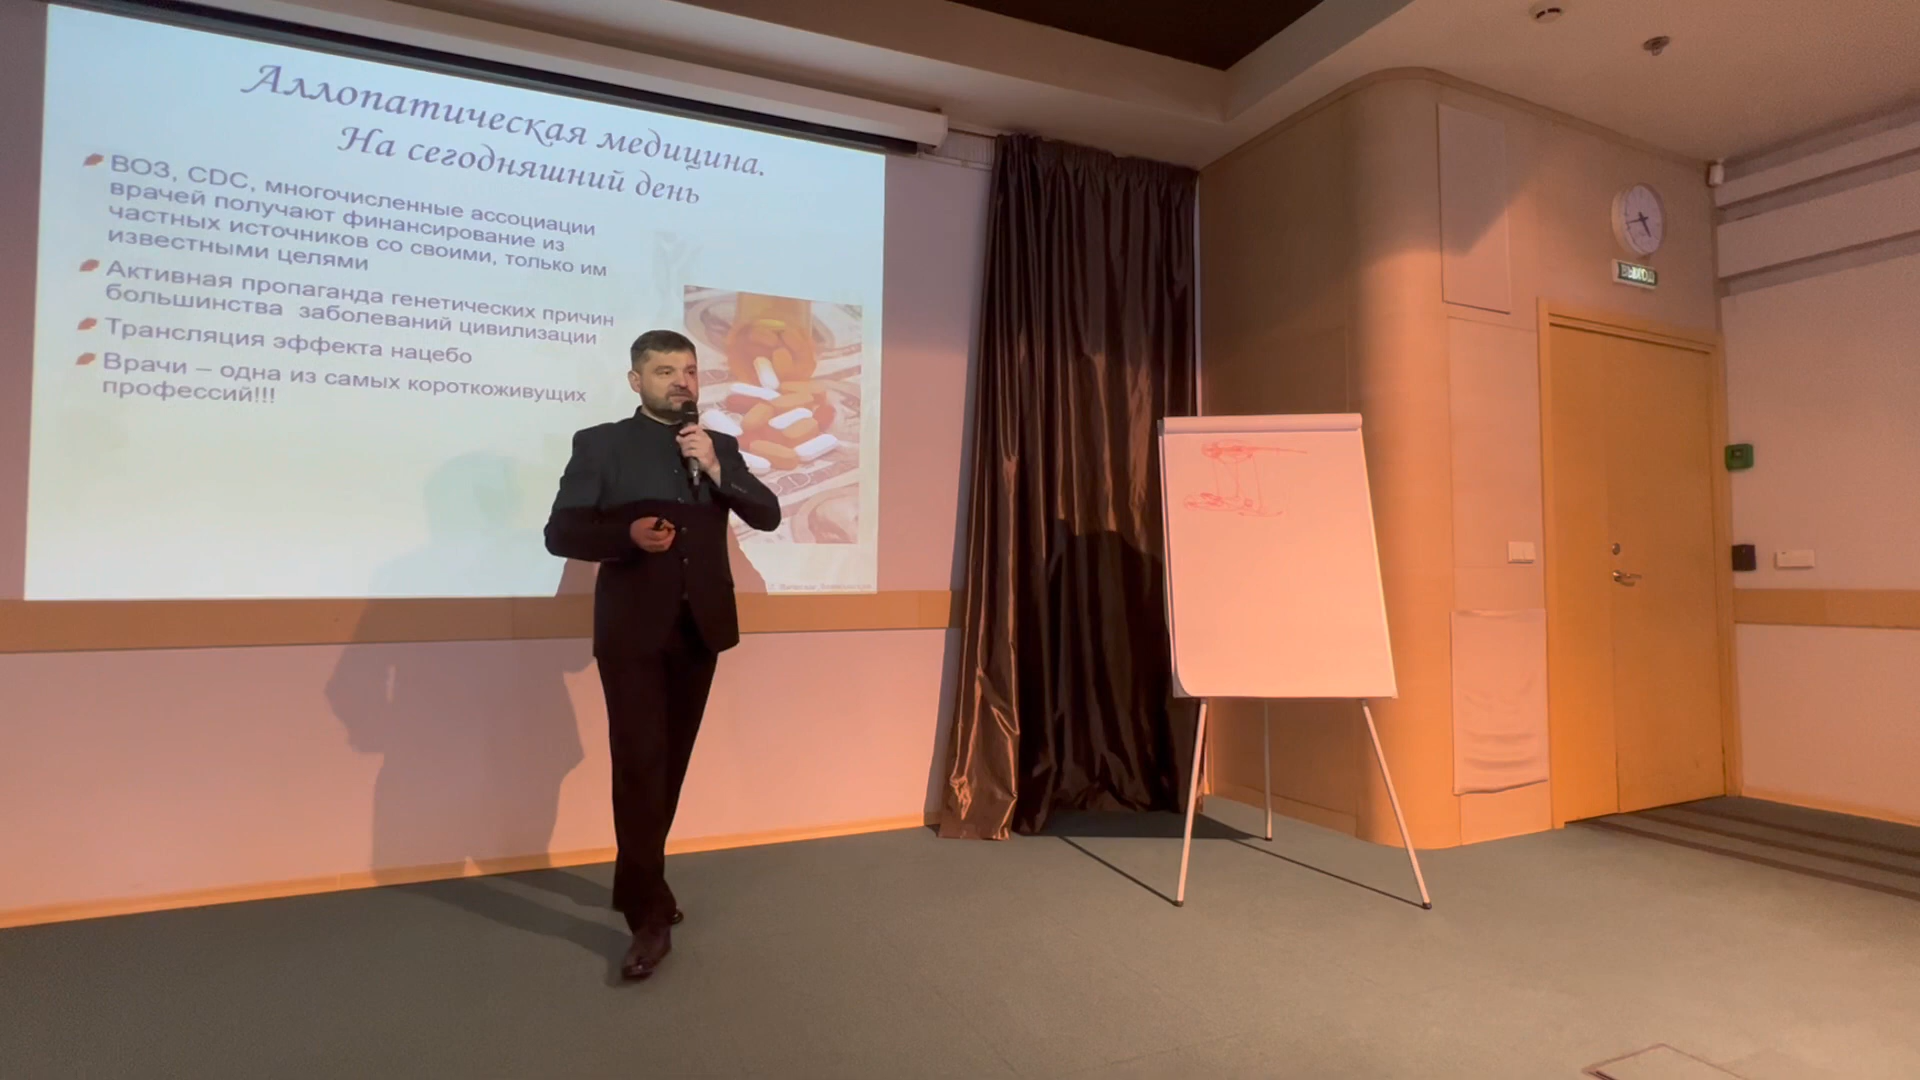 Аллопатическая медицина.
На сегодняшний день
ВОЗ, CDC, многочисленные ассоциации
врачей получают финансирование из
частных источников со своими, только им
известными целями
Активная пропаганда генетических причин
большинства заболеваний цивилизации
Трансляция эффекта нацебо
Врачи – одна из самых короткоживущих
профессий!!!
ВЫХОД